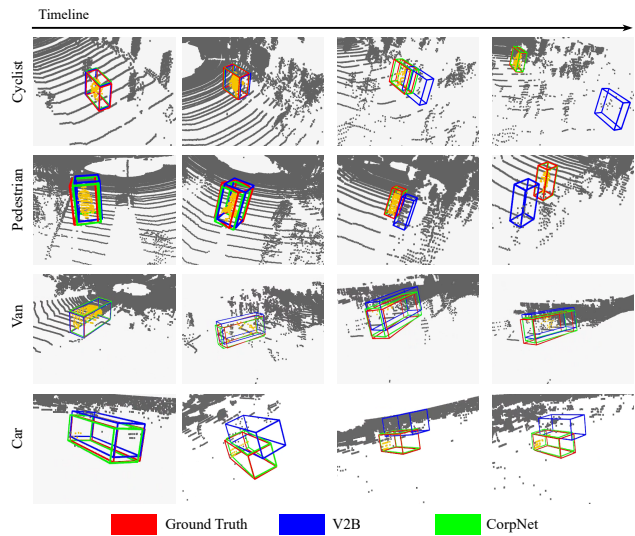 Timeline
Cyclist
Pedestrian
Van
Car
Ground Truth
V2B
CorpNet